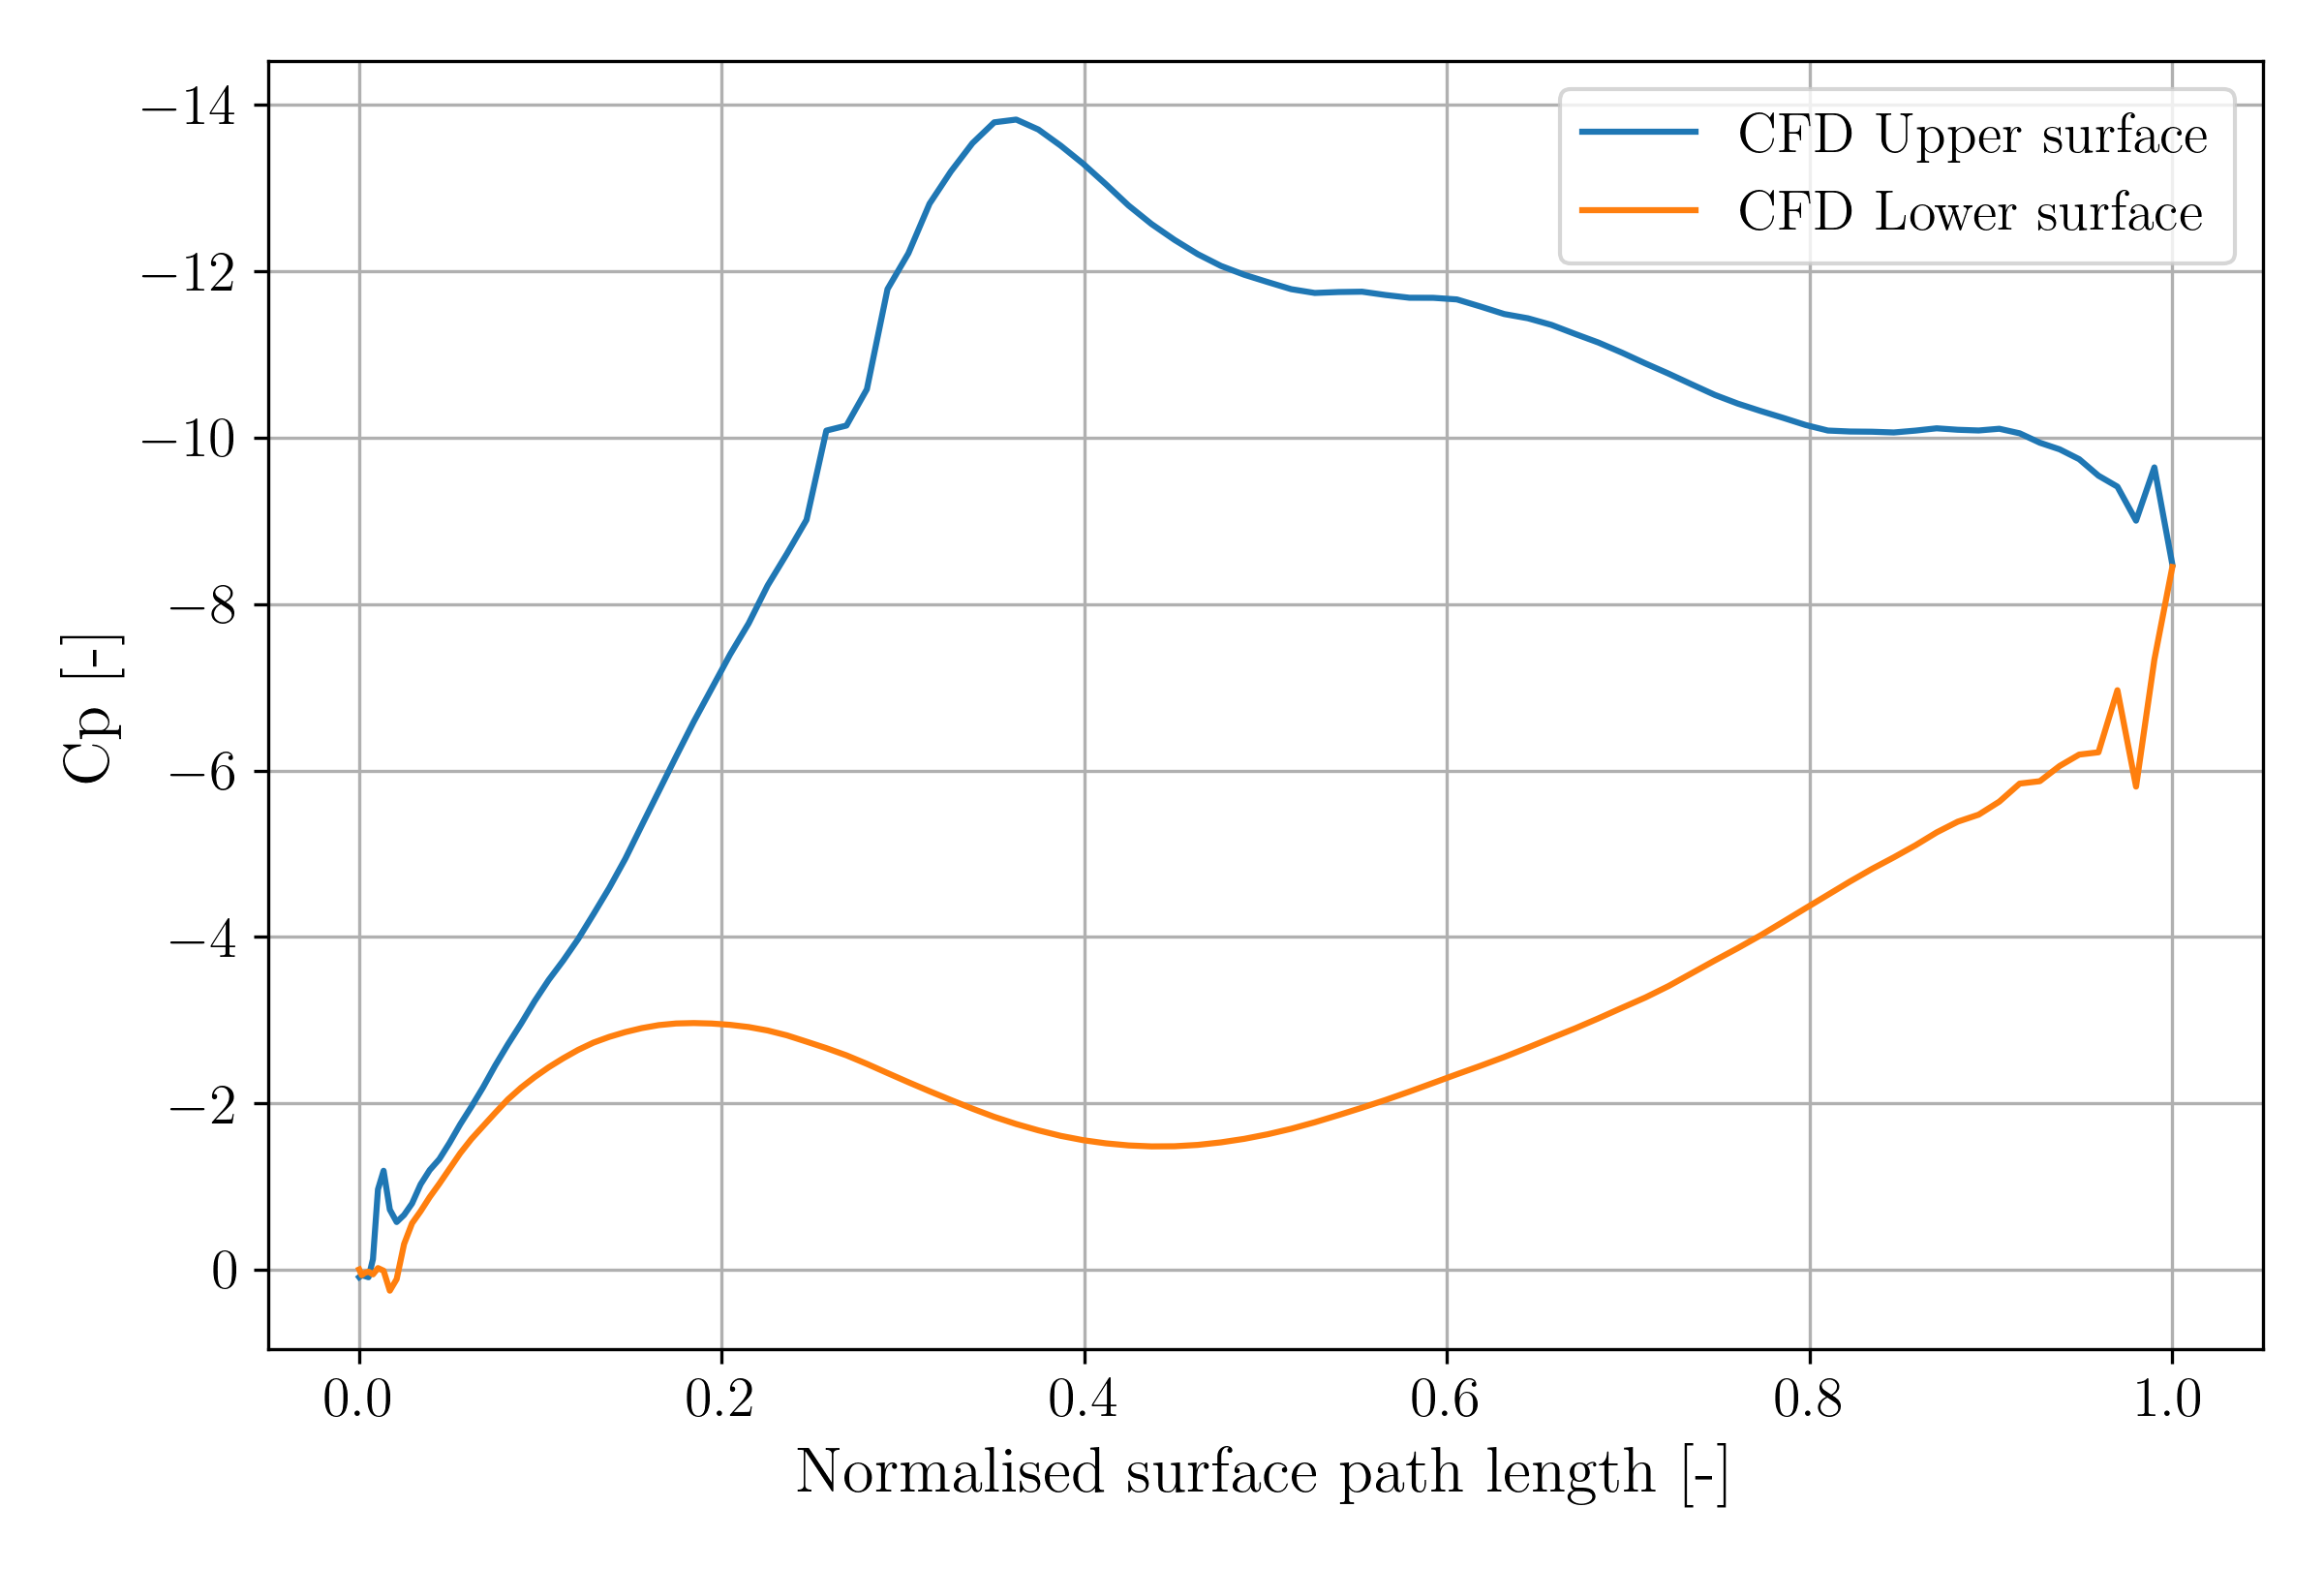 CFD Upper surface
CFD Lower surface
−14
−12
−10
−8
−6
−4
−2
0
Cp [-]
0.0 0.2 0.4 0.6 0.8 1.0
Normalised surface path length [-]